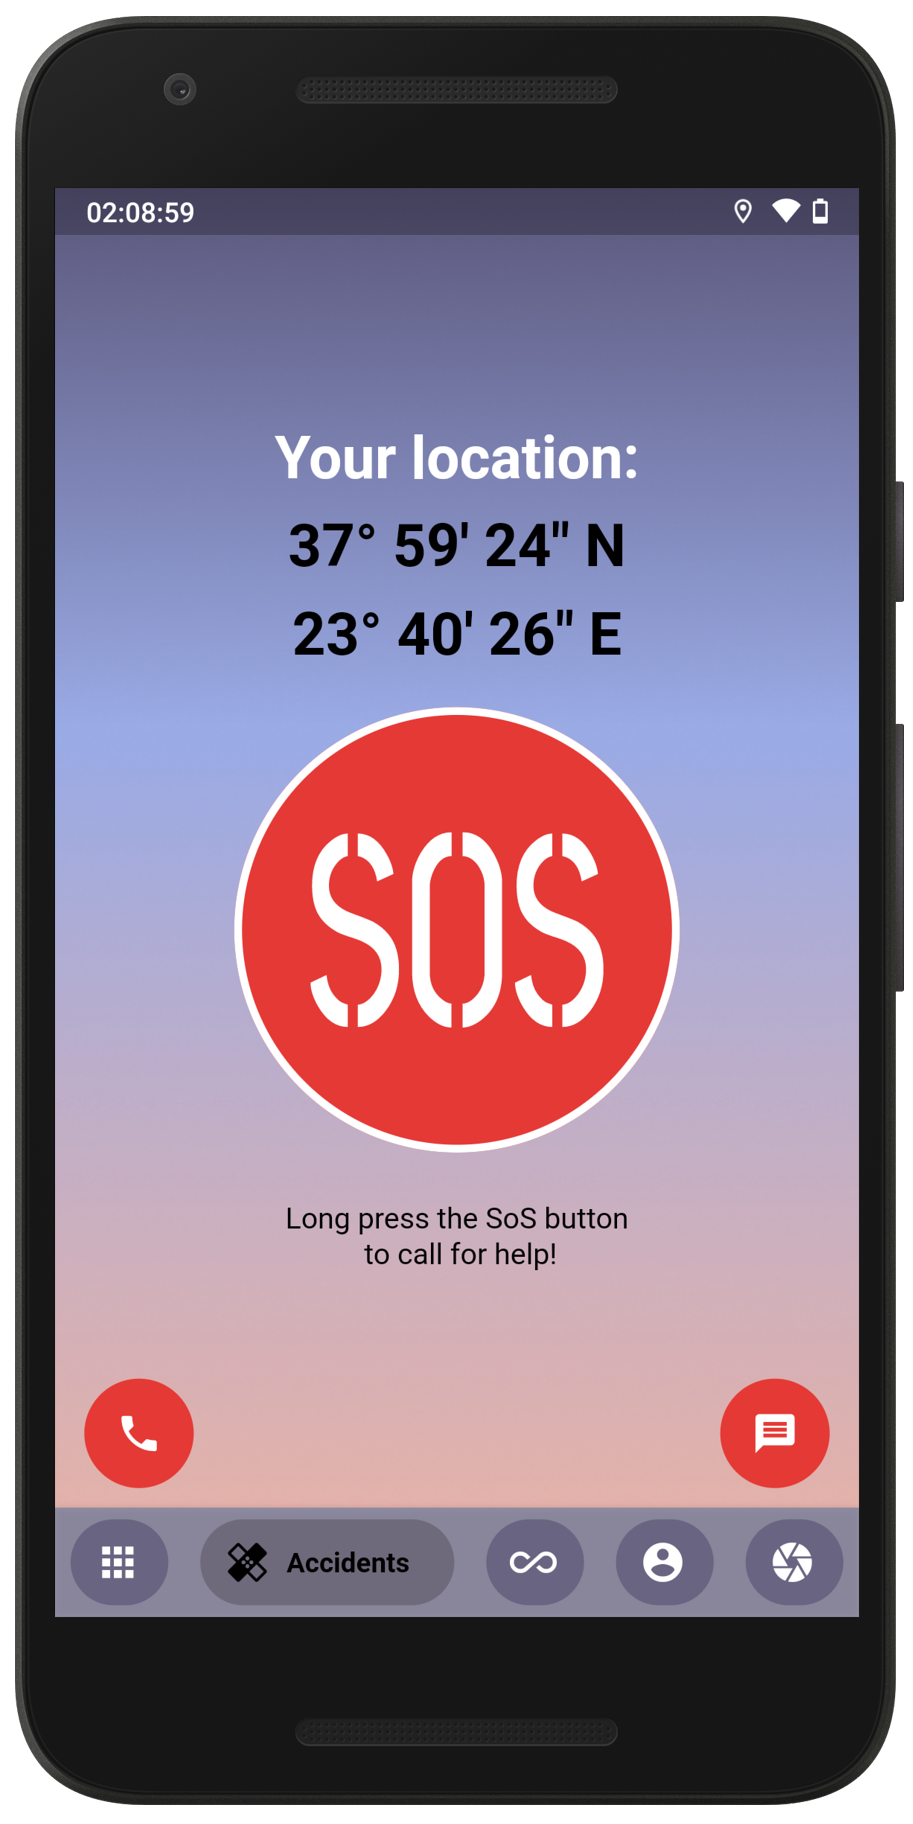 02:08:59
Your location:
37° 59' 24" N
23° 40' 26" E
SOS
Long press the SoS button
to call for help!
Accidents